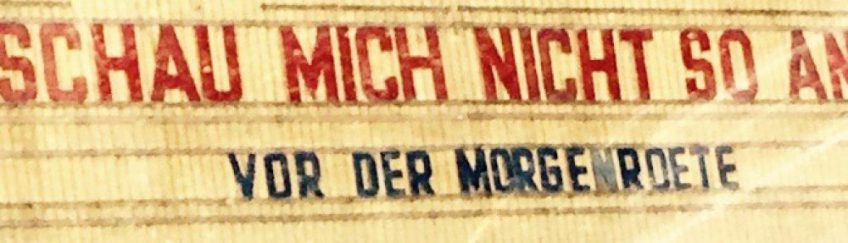 SCHAU MICH NICHT SO AN
VOR DER MORGENROETE